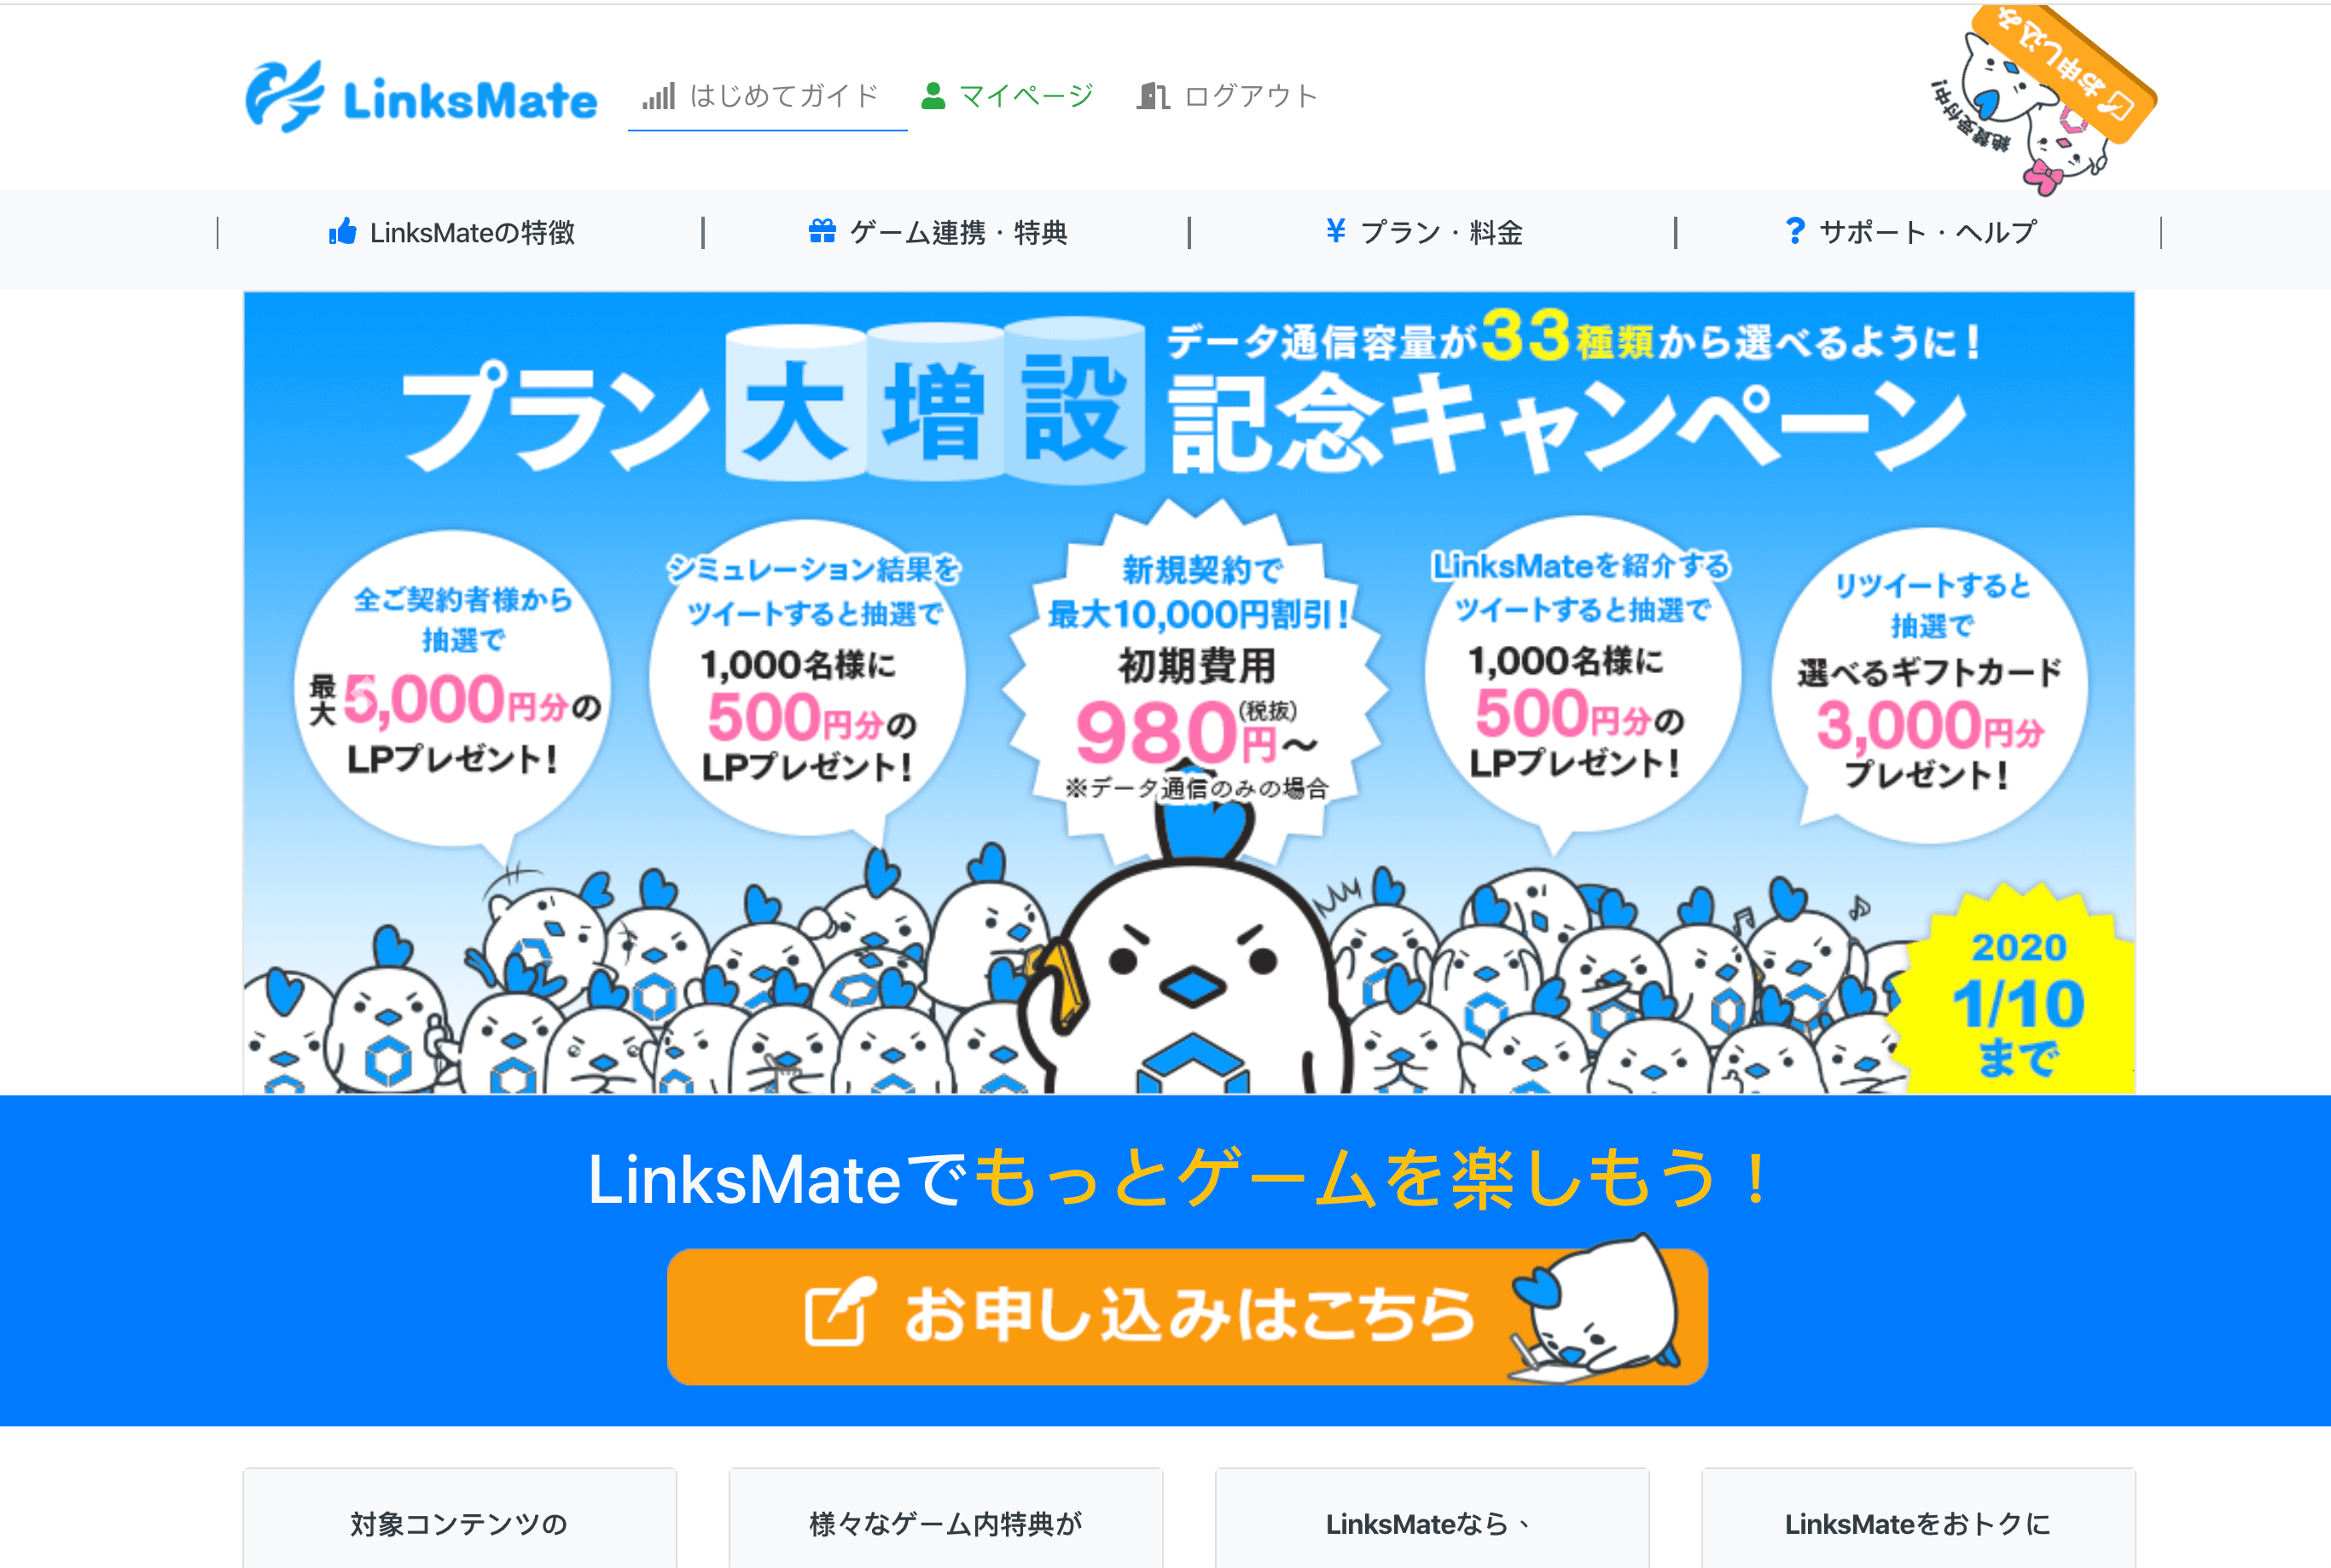 LinksMate
はじめてガイド
マイページ
ログアウト
お申し込み
絶賛受付中!
LinksMateの特徴
ゲーム連携・特典
¥ プラン・料金
? サポート・ヘルプ
データ通信容量が33種類から選べるように!
プラン大増設記念キャンペーン
全ご契約者様から
抽選で
最大5,000円分の
LPプレゼント!
シミュレーション結果を
ツイートすると抽選で
1,000名様に
500円分の
LPプレゼント!
新規契約で
最大10,000円割引!
初期費用
980円(税抜)～
※データ通信のみの場合
LinksMateを紹介する
ツイートすると抽選で
1,000名様に
500円分の
LPプレゼント!
リツイートすると
抽選で
選べるギフトカード
3,000円分
プレゼント!
2020
1/10
まで
LinksMateでもっとゲームを楽しもう！
お申し込みはこちら
対象コンテンツの
様々なゲーム内特典が
LinksMateなら、
LinksMateをおトクに